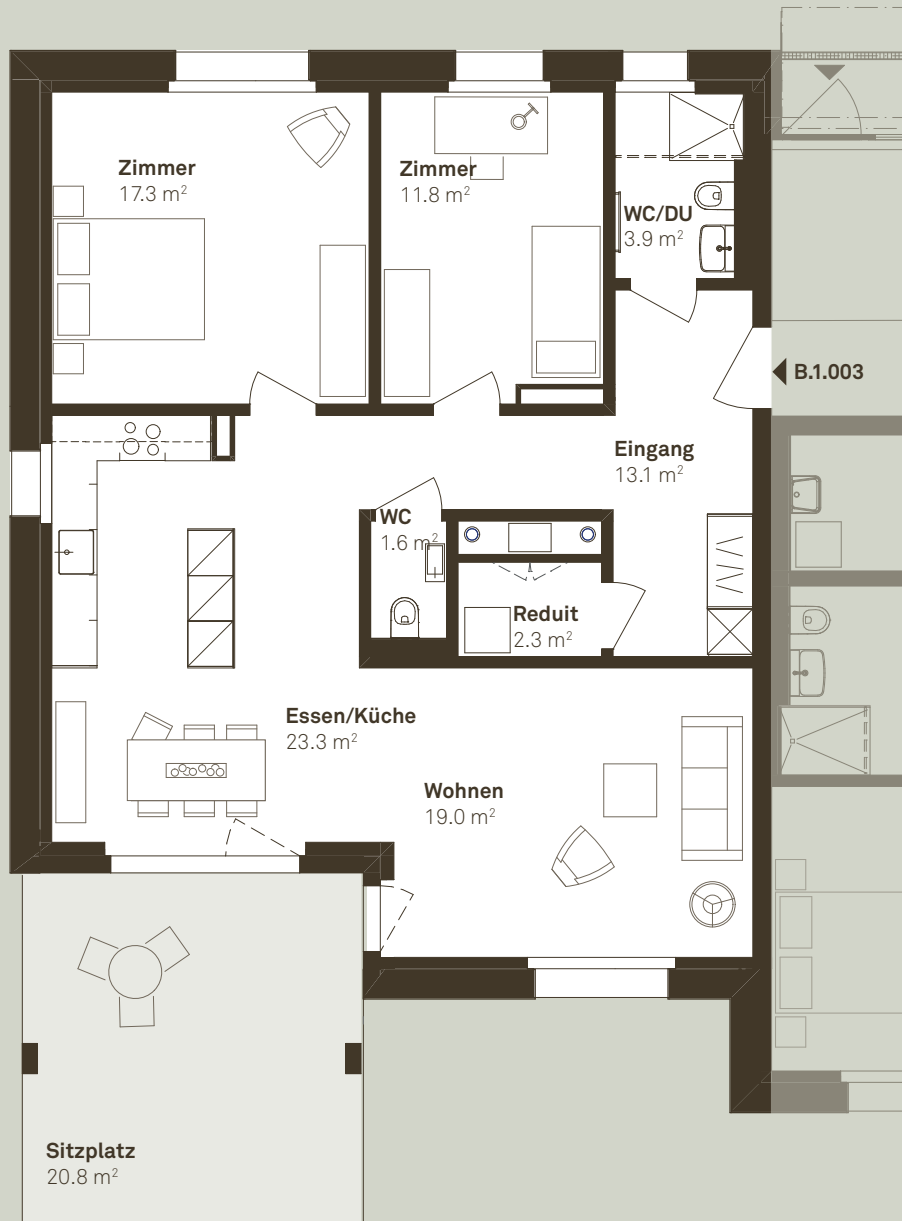 Zimmer
17.3 m²
Zimmer
11.8 m²
WC/DU
3.9 m²
B.1.003
Eingang
13.1 m²
WC
1.6 m²
Reduit
2.3 m²
Essen/Küche
23.3 m²
Wohnen
19.0 m²
Sitzplatz
20.8 m²